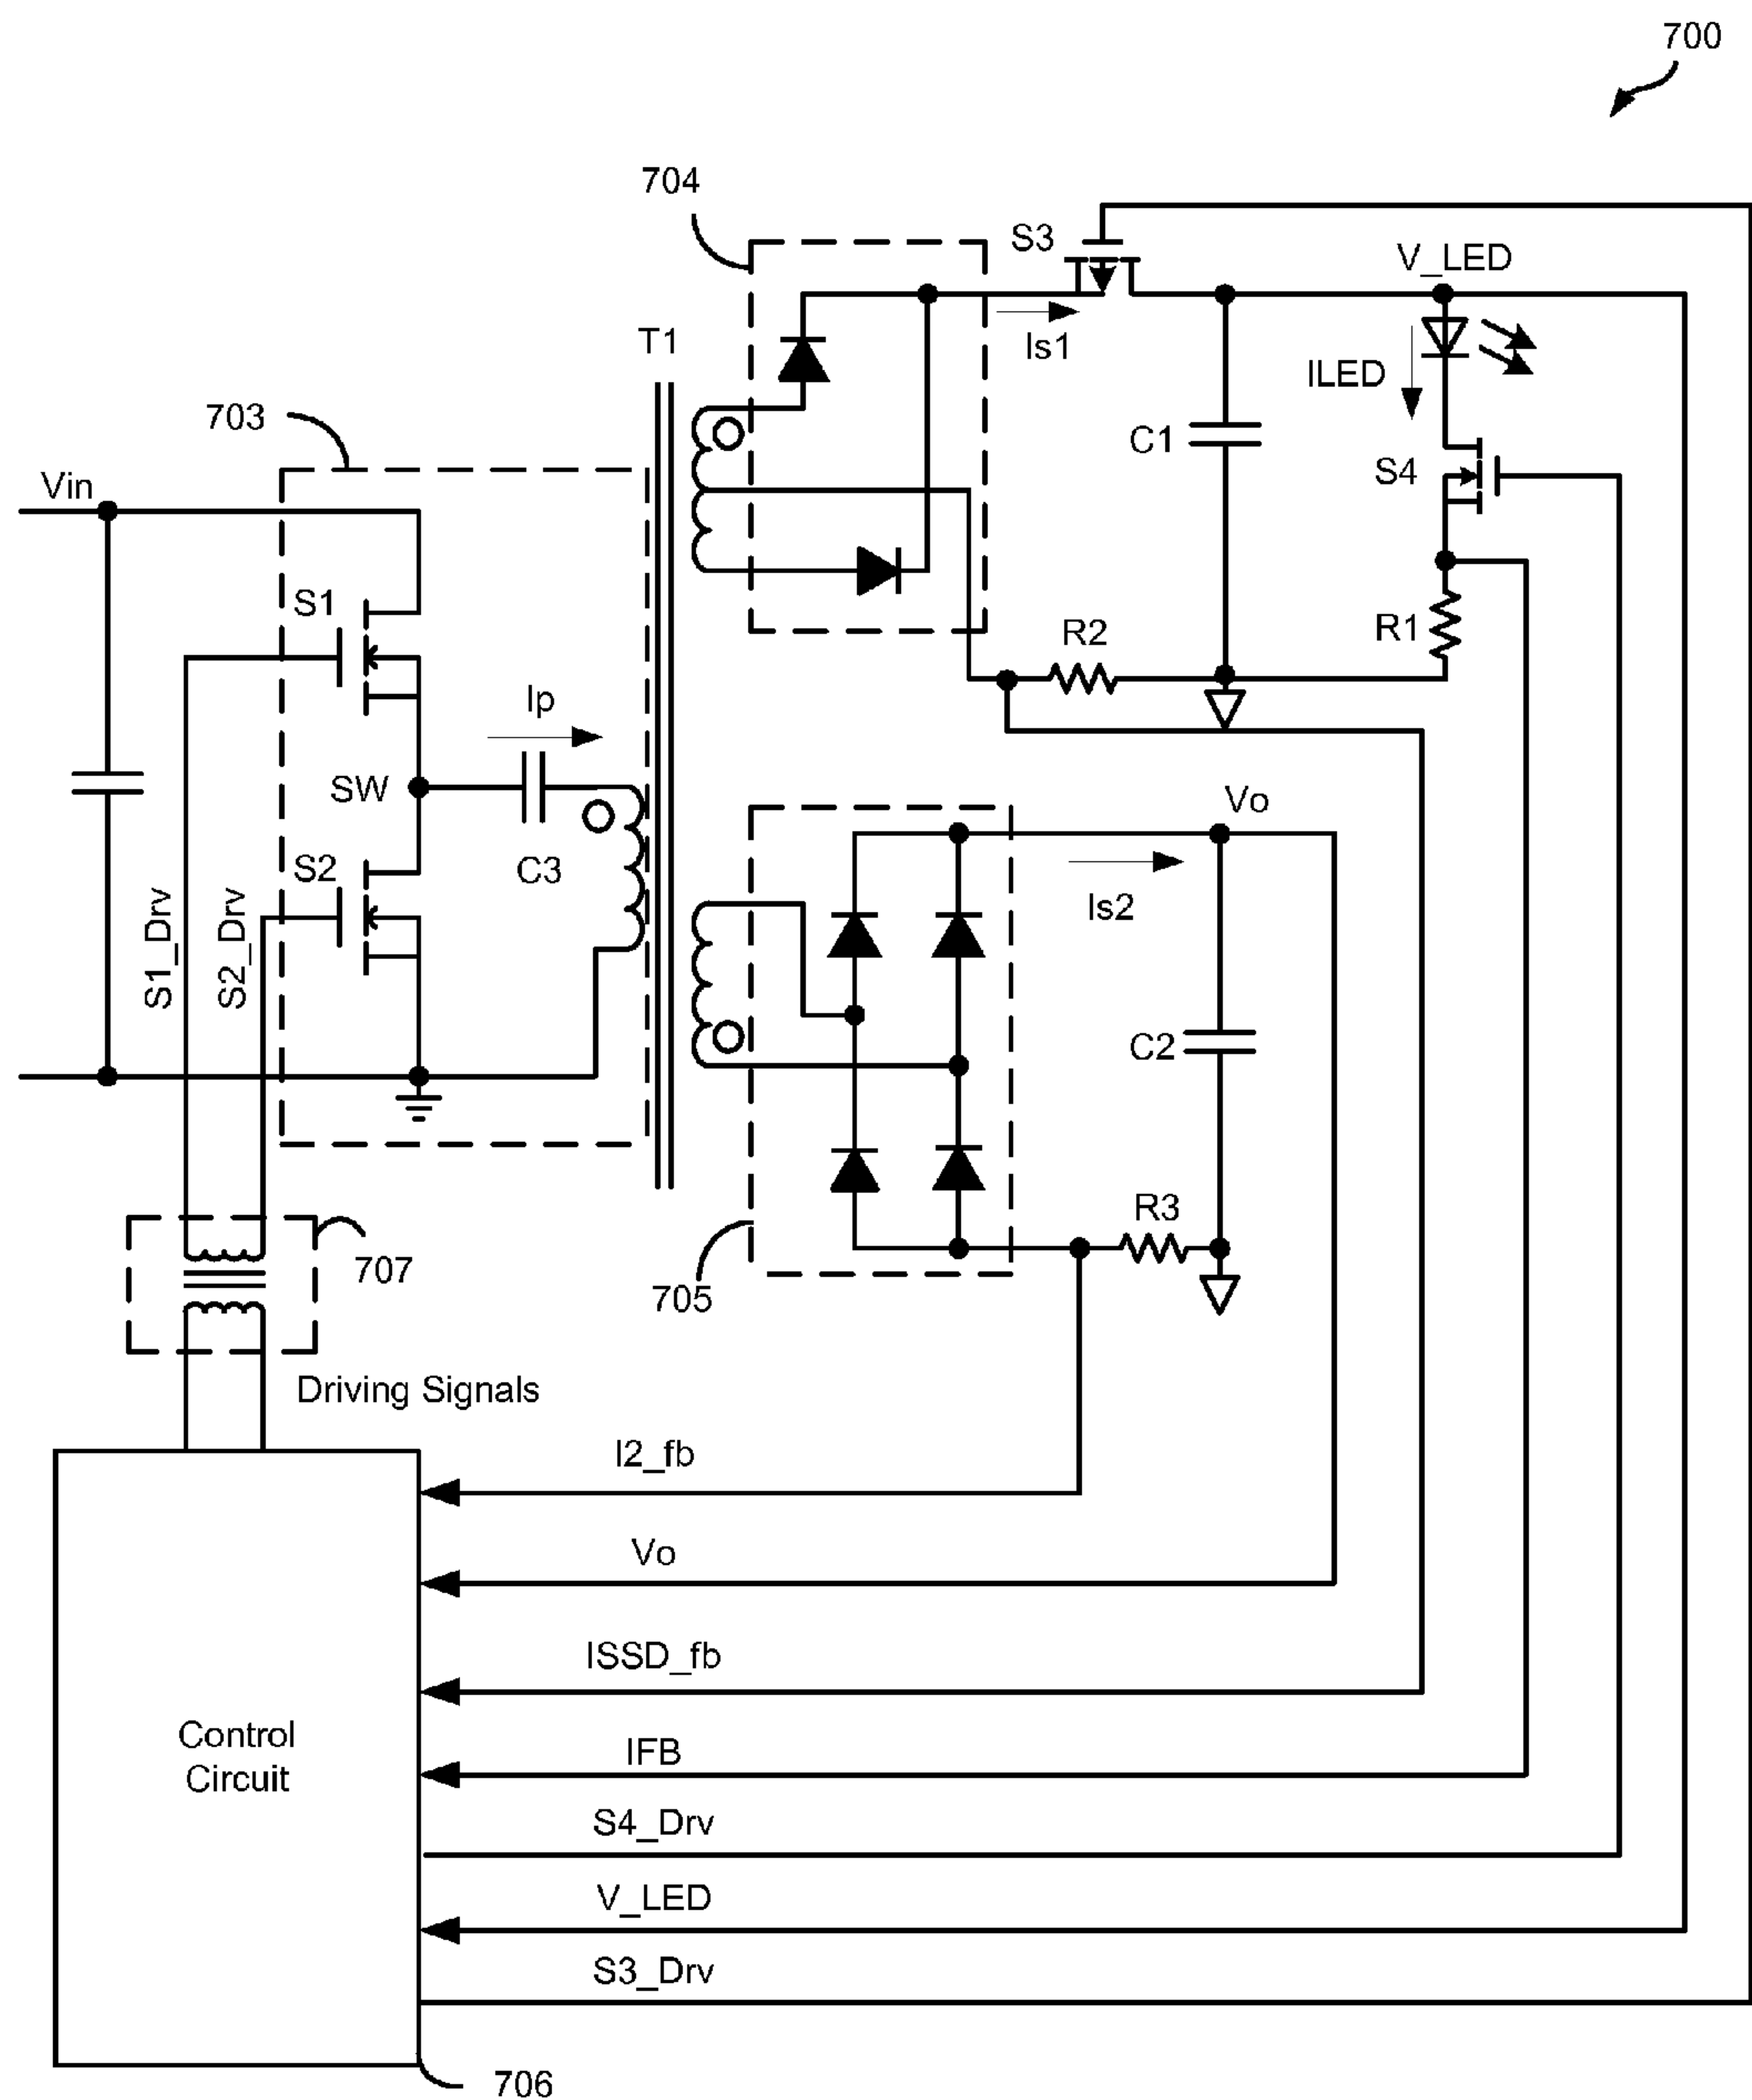 700
704
S3
V_LED
Is1
T1
ILED
703
C1
Vin
S4
S1
R2
R1
Ip
SW
Vo
S2
C3
Is2
S1_Drv
S2_Drv
C2
R3
707
705
Driving Signals
I2_fb
Vo
ISSD_fb
Control
Circuit
IFB
S4_Drv
V_LED
S3_Drv
706